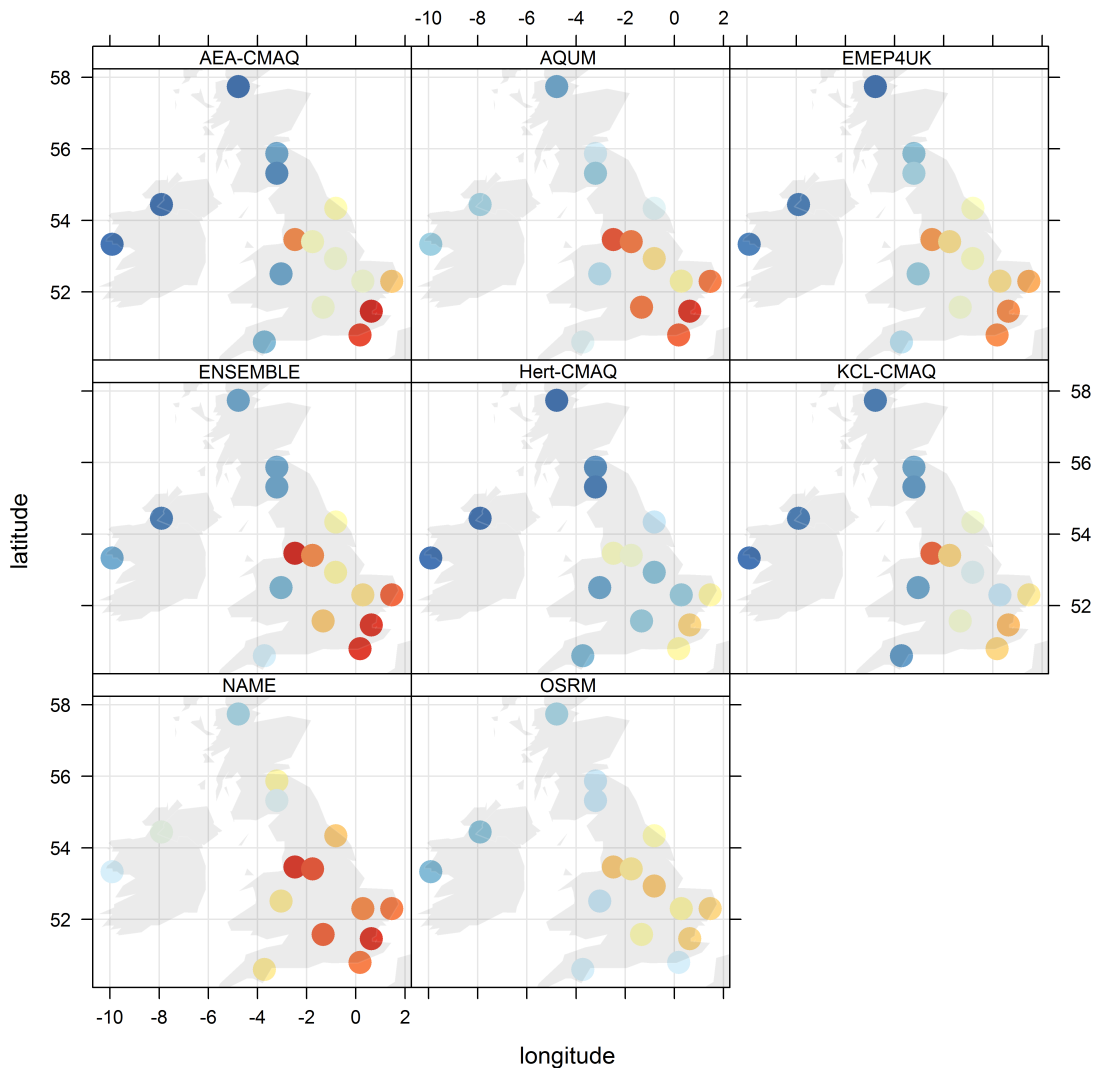 -10 -8 -6 -4 -2 0 2
AEA-CMAQ AQUM EMEP4UK
58
56
54
52
ENSEMBLE Hert-CMAQ KCL-CMAQ
58
56
54
52
NAME OSRM
58
56
54
52
-10 -8 -6 -4 -2 0 2
latitude
longitude